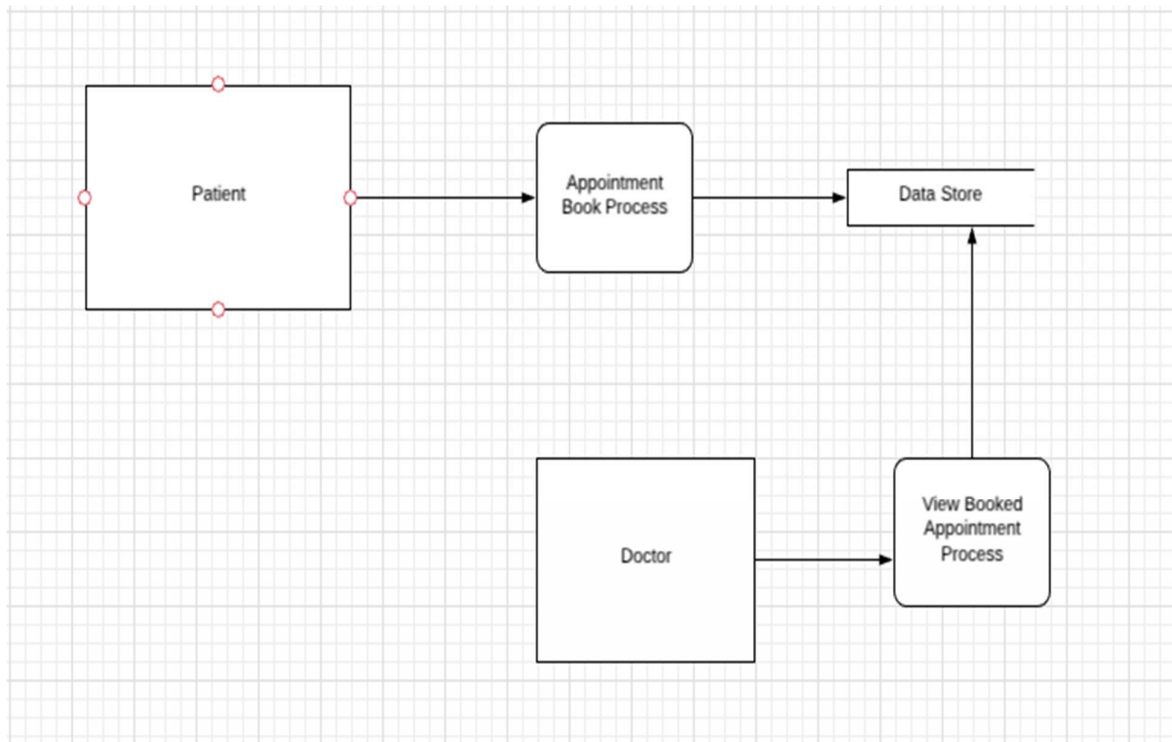 Patient
Appointment
Book Process
Data Store
Doctor
View Booked
Appointment
Process